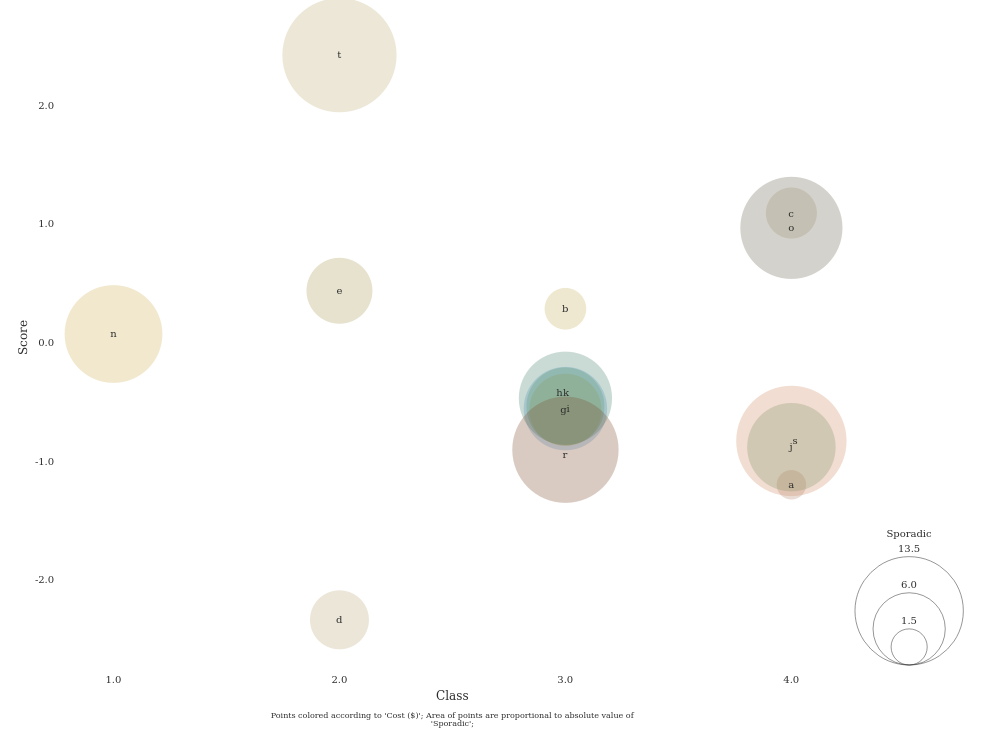 t
2.0
1.0
c
o
e
b
n
0.0
Score
hk
gi
s
j
r
-1.0
a
Sporadic
13.5
-2.0
6.0
1.5
d
1.0 2.0 3.0 4.0
Class
Points colored according to 'Cost ($)'; Area of points are proportional to absolute value of
'Sporadic';